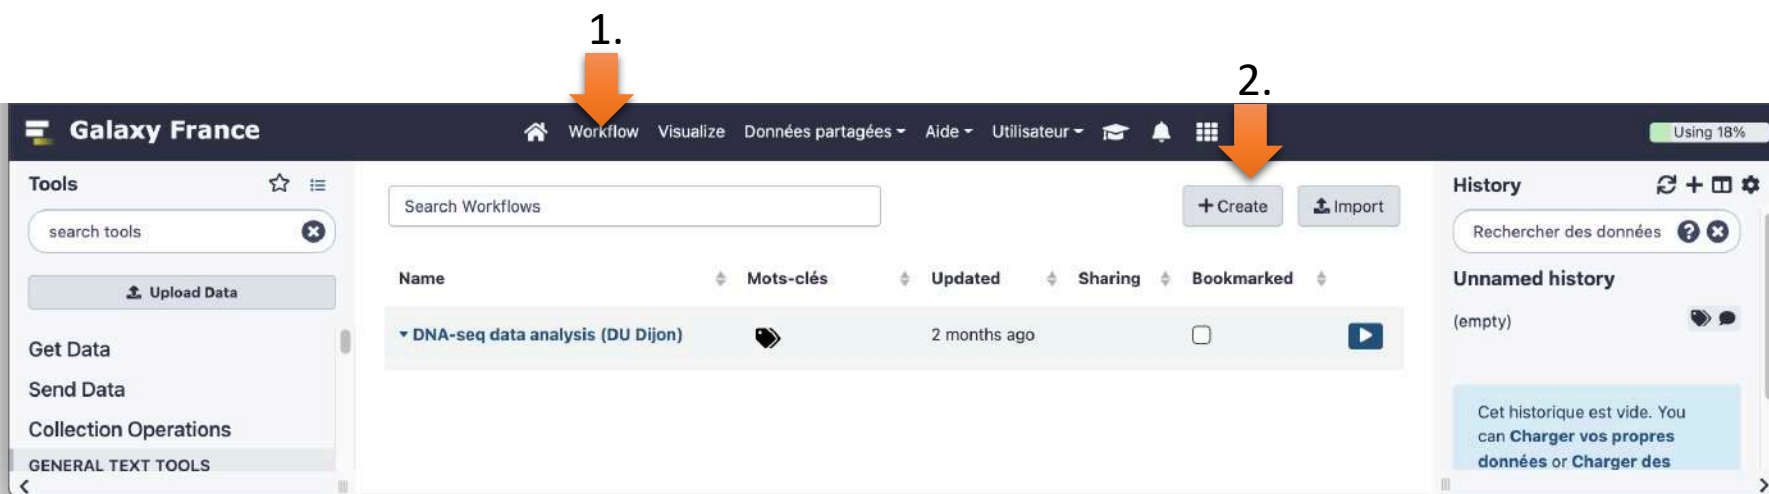 1.
2.
Galaxy France
Workflow Visualize Données partagées Aide Utilisateur
Using 18%
Tools
search tools
Upload Data
Get Data
Send Data
Collection Operations
GENERAL TEXT TOOLS
Search Workflows
+ Create
Import
Name Mots-clés Updated Sharing Bookmarked
DNA-seq data analysis (DU Dijon) 2 months ago
History
Rechercher des données
Unnamed history
(empty)
Cet historique est vide. You
can Charger vos propres
données or Charger des